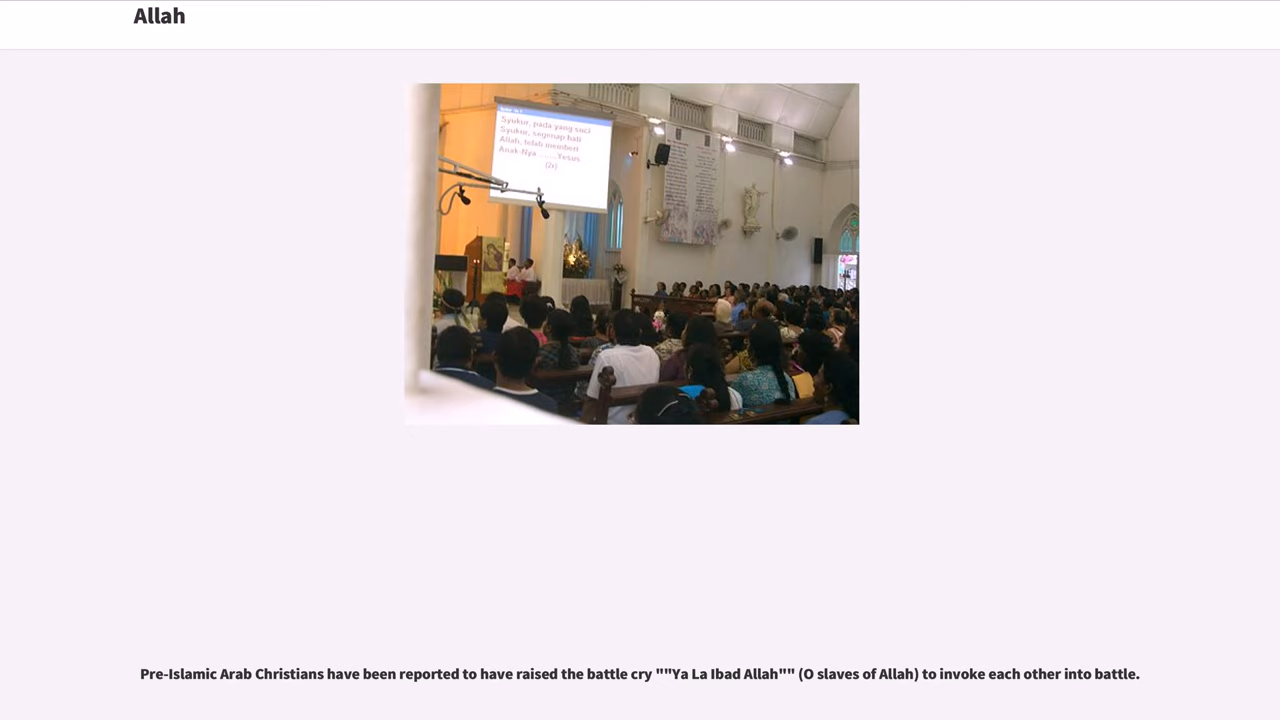 Allah
Syukur, pada yang suci
Syukur, segenap hati
Allah, telah memberi
Anak-Nya ........Yesus
(2x)
Pre-Islamic Arab Christians have been reported to have raised the battle cry ""Ya La Ibad Allah"" (O slaves of Allah) to invoke each other into battle.